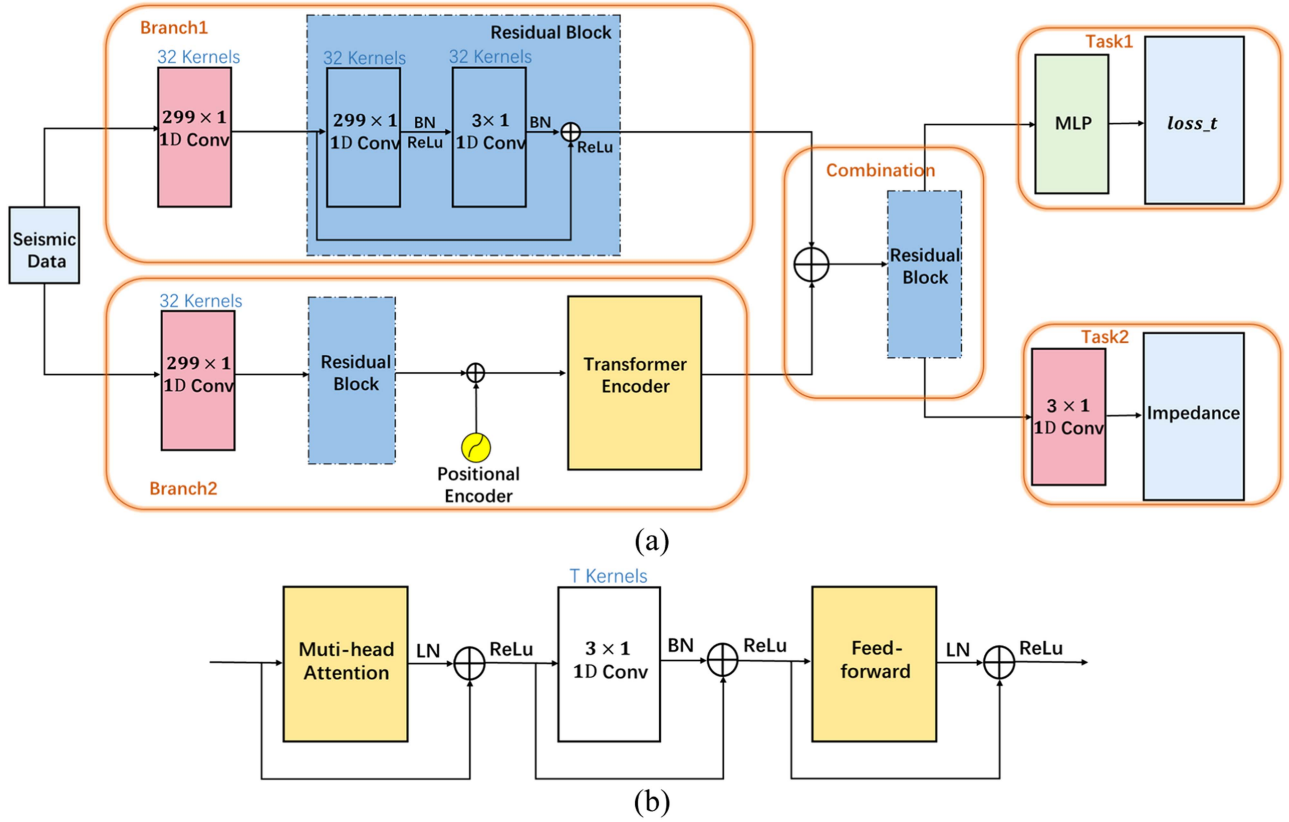 Branch1
32 Kernels
299 × 1
1D Conv
Residual Block
32 Kernels
299 × 1
1D Conv
BN
ReLu
32 Kernels
3× 1
1D Conv
BN
ReLu
Seismic
Data
Branch2
32 Kernels
299 × 1
1D Conv
Residual
Block
Positional
Encoder
Transformer
Encoder
Combination
Residual
Block
Task1
MLP
loss_t
Task2
3 × 1
1D Conv
Impedance
(a)
Muti-head
Attention
LN
ReLu
T Kernels
3 × 1
1D Conv
BN
ReLu
Feed-
forward
LN
ReLu
(b)